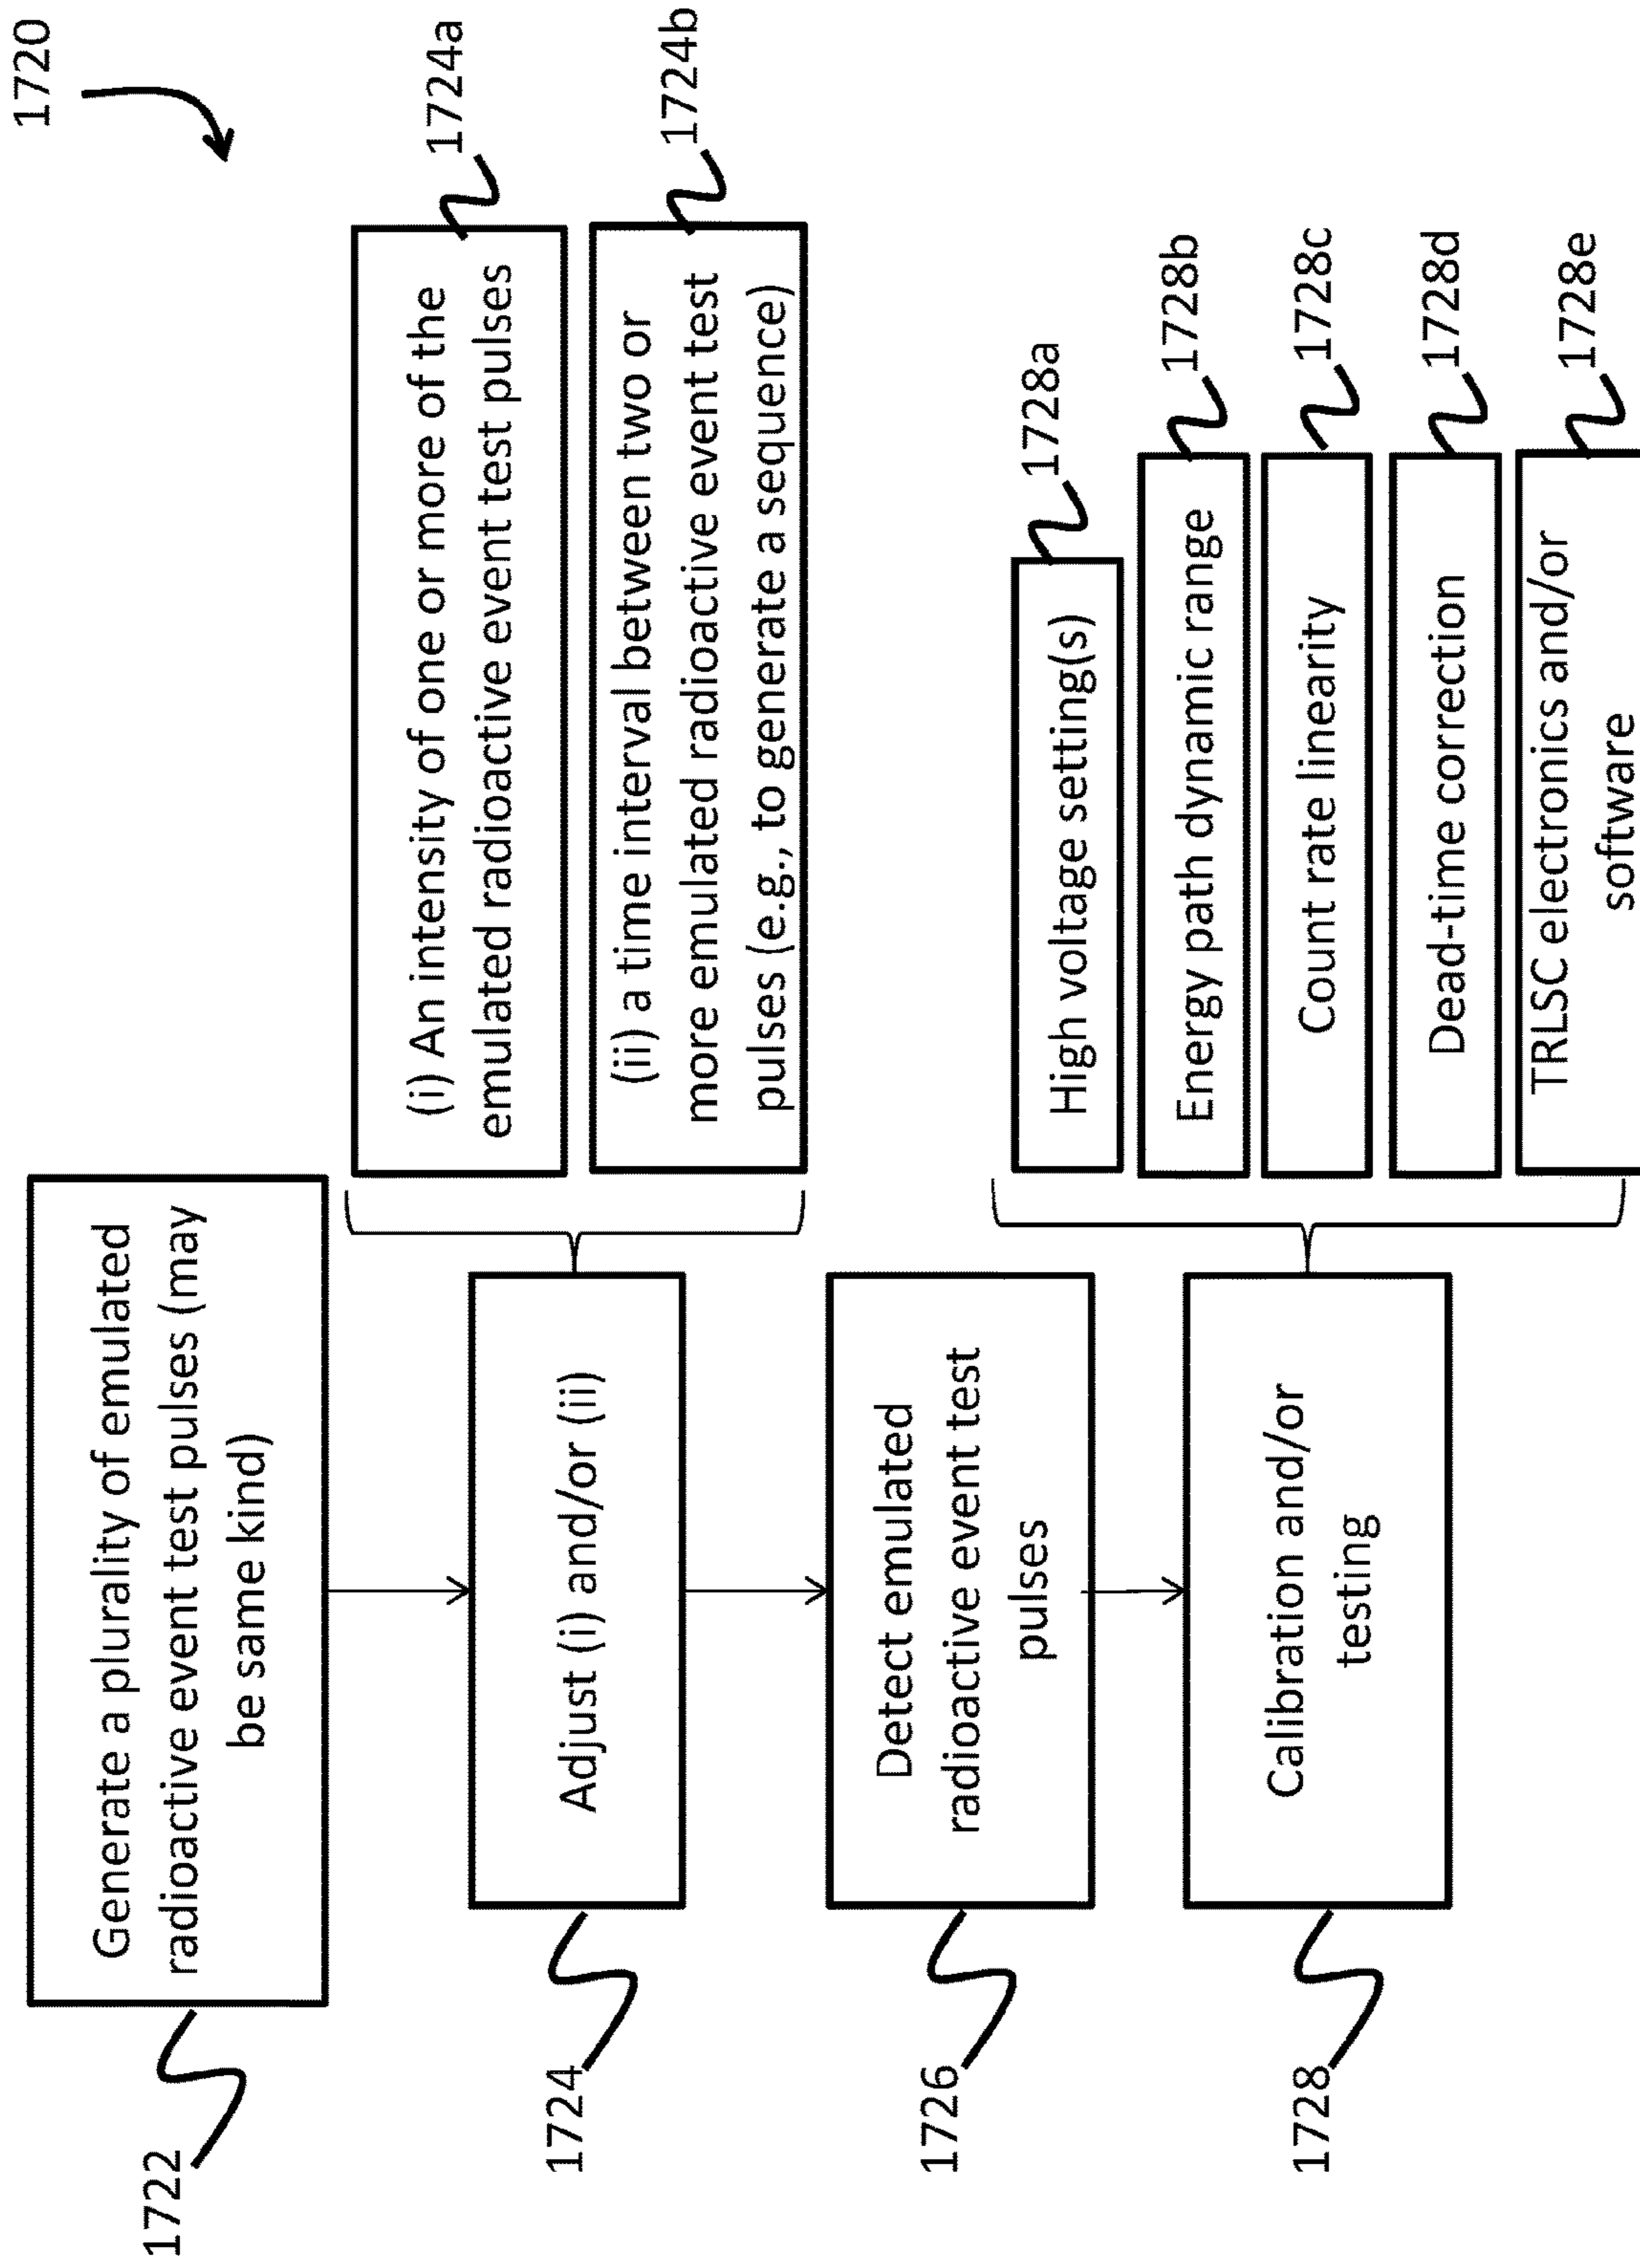 1720
1722
Generate a plurality of emulated
radioactive event test pulses (may
be same kind)
1724
Adjust (i) and/or (ii)
(i) An intensity of one or more of the
emulated radioactive event test pulses
1724a
(ii) a time interval between two or
more emulated radioactive event test
pulses (e.g., to generate a sequence)
1724b
1726
Detect emulated
radioactive event test
pulses
1728
Calibration and/or
testing
High voltage setting(s)
1728a
Energy path dynamic range
1728b
Count rate linearity
1728c
Dead-time correction
1728d
TRLSC electronics and/or
software
1728e